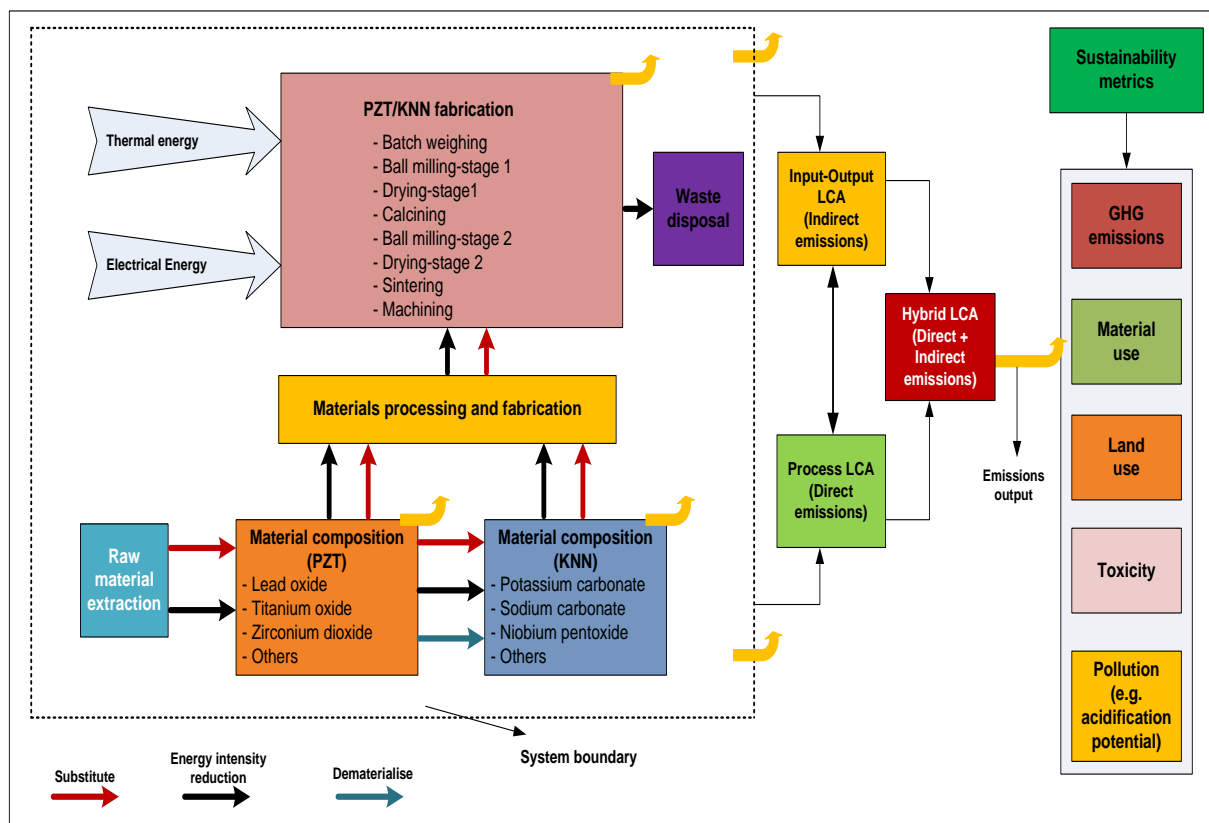 Thermal energy
Electrical Energy
PZT/KNN fabrication
- Batch weighing
- Ball milling-stage 1
- Drying-stage1
- Calcining
- Ball milling-stage 2
- Drying-stage 2
- Sintering
- Machining
Waste
disposal
Materials processing and fabrication
Raw
material
extraction
Material composition
(PZT)
- Lead oxide
- Titanium oxide
- Zirconium dioxide
- Others
Material composition
(KNN)
- Potassium carbonate
- Sodium carbonate
- Niobium pentoxide
- Others
System boundary
Substitute
Energy intensity
reduction
Dematerialise
Input-Output
LCA
(Indirect
emissions)
Process LCA
(Direct
emissions)
Hybrid LCA
(Direct +
Indirect
emissions)
Emissions
output
Sustainability
metrics
GHG
emissions
Material
use
Land
use
Toxicity
Pollution
(e.g.
acidification
potential)